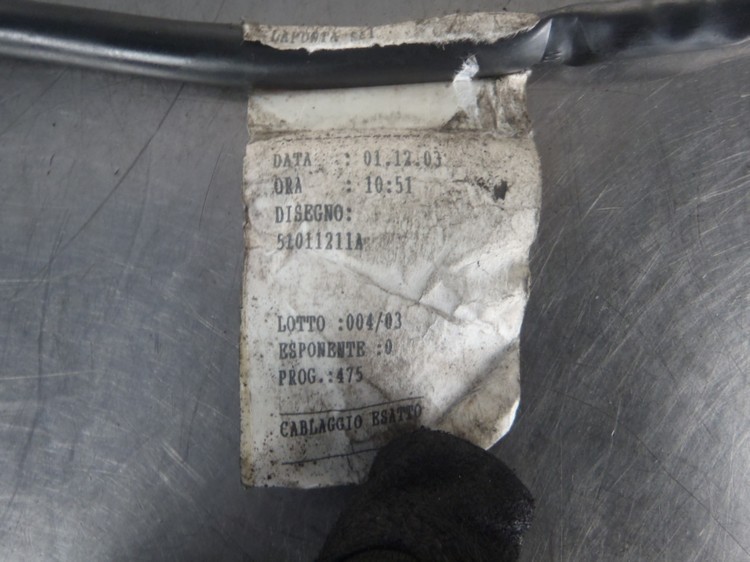 DATA : 01.12.03
ORA : 10:51
DISEGNO:
51011211A
LOTTO :004/03
ESPONENTE :0
PROG.:475
CABLAGGIO ESATTO